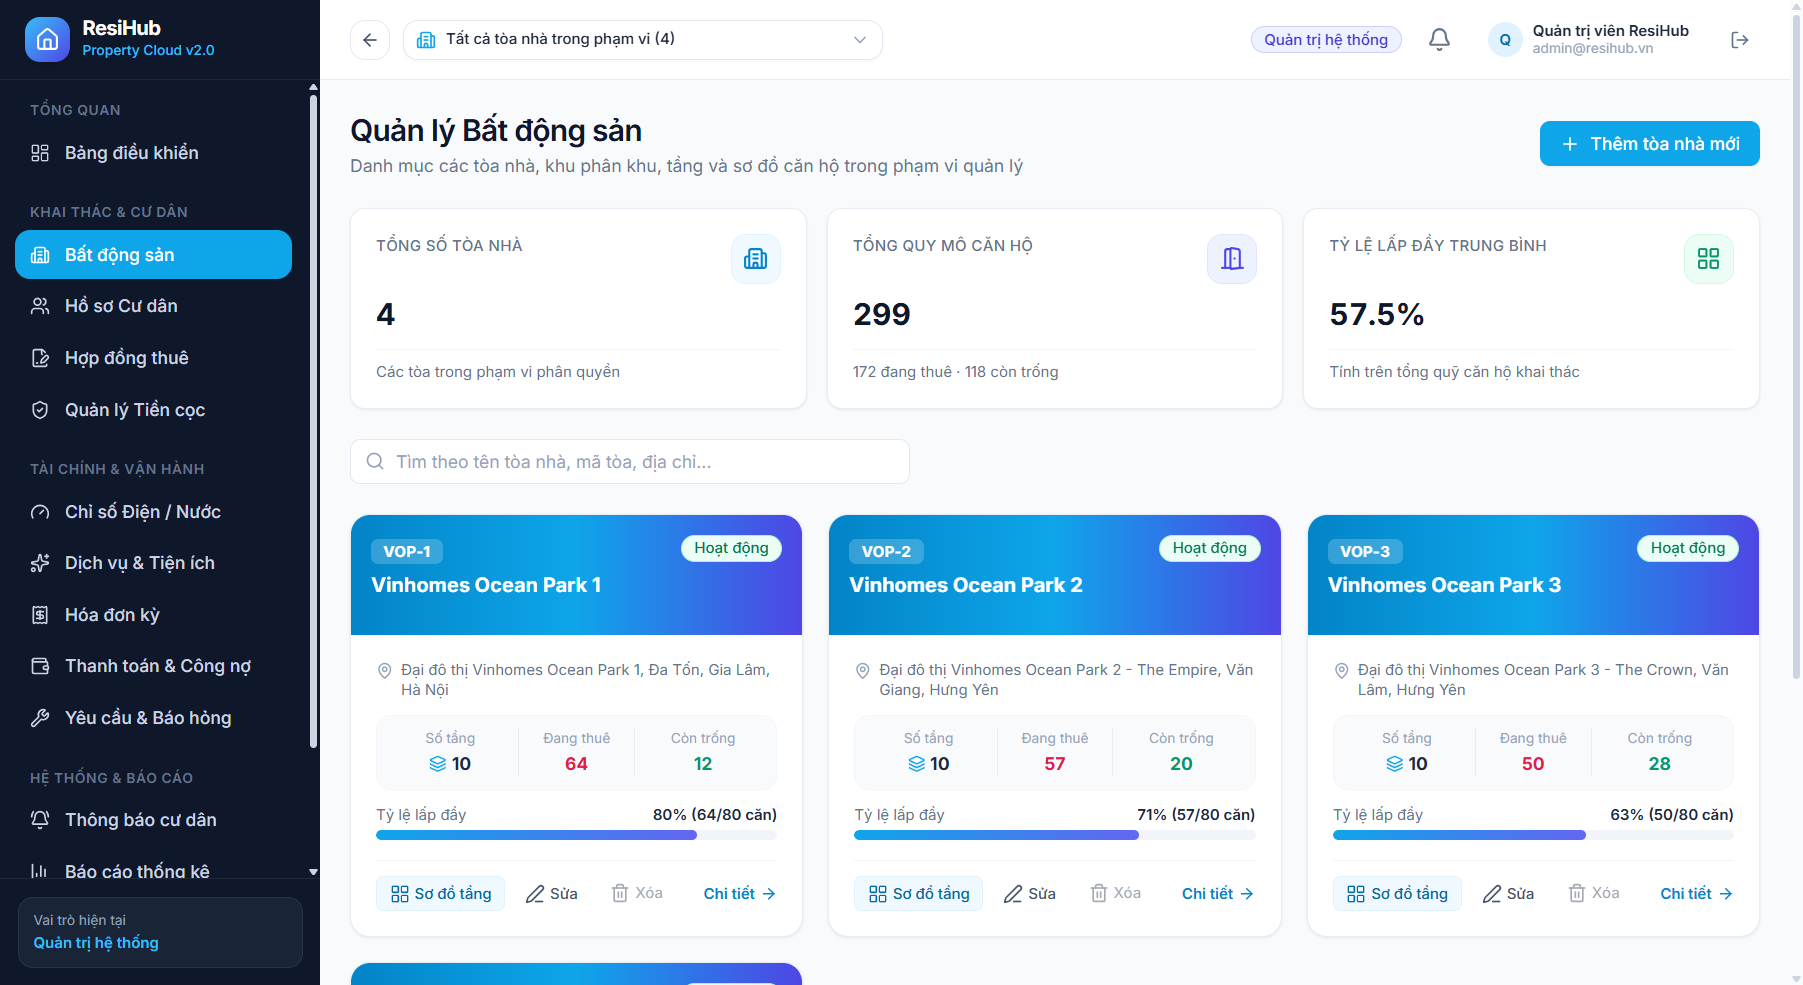 ResiHub
Property Cloud v2.0
TỔNG QUAN
Bảng điều khiển
KHAI THÁC & CƯ DÂN
Bất động sản
Hồ sơ Cư dân
Hợp đồng thuê
Quản lý Tiền cọc
TÀI CHÍNH & VẬN HÀNH
Chỉ số Điện / Nước
Dịch vụ & Tiện ích
Hóa đơn kỳ
Thanh toán & Công nợ
Yêu cầu & Báo hỏng
HỆ THỐNG & BÁO CÁO
Thông báo cư dân
Báo cáo thống kê
Vai trò hiện tại
Quản trị hệ thống
Tất cả tòa nhà trong phạm vi (4)
Quản trị hệ thống
Q
Quản trị viên ResiHub
admin@resihub.vn
Quản lý Bất động sản
Danh mục các tòa nhà, khu phân khu, tầng và sơ đồ căn hộ trong phạm vi quản lý
Thêm tòa nhà mới
TỔNG SỐ TÒA NHÀ
4
Các tòa trong phạm vi phân quyền
TỔNG QUY MÔ CĂN HỘ
299
172 đang thuê · 118 còn trống
TỶ LỆ LẤP ĐẦY TRUNG BÌNH
57.5%
Tính trên tổng quỹ căn hộ khai thác
Tìm theo tên tòa nhà, mã tòa, địa chỉ...
VOP-1
Hoạt động
Vinhomes Ocean Park 1
Đại đô thị Vinhomes Ocean Park 1, Đa Tốn, Gia Lâm,
Hà Nội
Số tầng Đang thuê Còn trống
10 64 12
Tỷ lệ lấp đầy 80% (64/80 căn)
Sơ đồ tầng Sửa Xóa Chi tiết →
VOP-2
Hoạt động
Vinhomes Ocean Park 2
Đại đô thị Vinhomes Ocean Park 2 - The Empire, Văn
Giang, Hưng Yên
Số tầng Đang thuê Còn trống
10 57 20
Tỷ lệ lấp đầy 71% (57/80 căn)
Sơ đồ tầng Sửa Xóa Chi tiết →
VOP-3
Hoạt động
Vinhomes Ocean Park 3
Đại đô thị Vinhomes Ocean Park 3 - The Crown, Văn
Lâm, Hưng Yên
Số tầng Đang thuê Còn trống
10 50 28
Tỷ lệ lấp đầy 63% (50/80 căn)
Sơ đồ tầng Sửa Xóa Chi tiết →